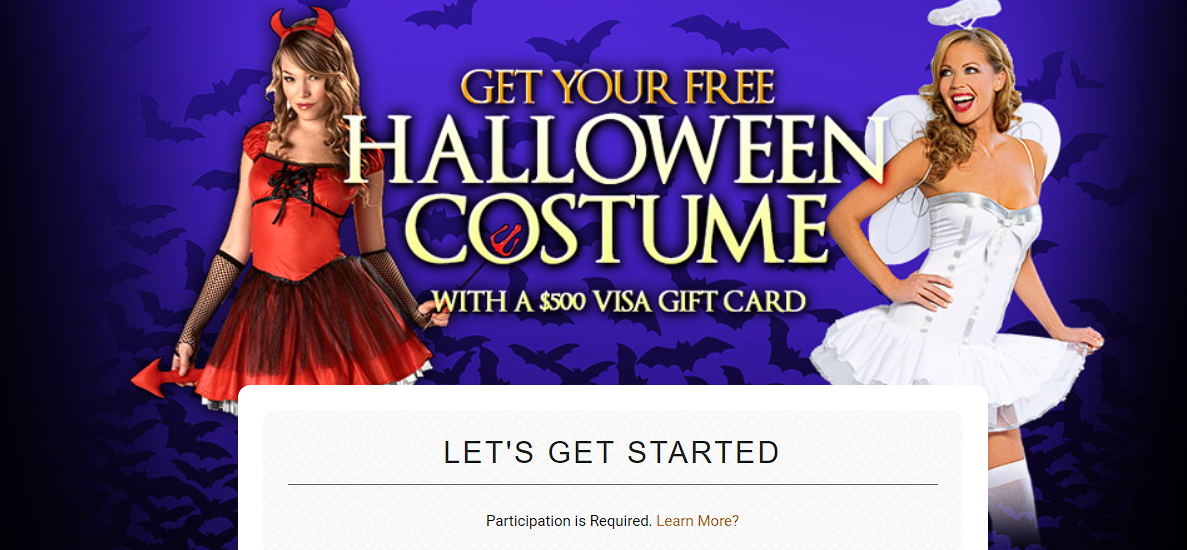 GET YOUR FREE
HALLOWEEN
COSTUME
WITH A $500 VISA GIFT CARD
LET'S GET STARTED
Participation is Required. Learn More?